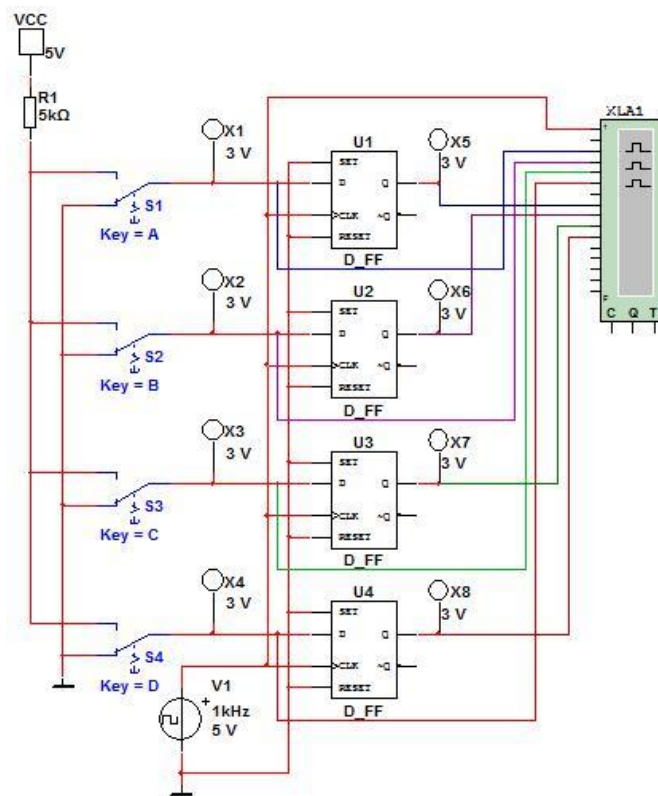 VCC
5V
R1
5kΩ
X1
3 V
S1
Key = A
U1
SET
D
Q
CLK
~Q
RESET
D_FF
X5
3 V
XLA1
F
C Q T
X2
3 V
S2
Key = B
U2
SET
D
Q
CLK
~Q
RESET
D_FF
X6
3 V
X3
3 V
S3
Key = C
U3
SET
D
Q
CLK
~Q
RESET
D_FF
X7
3 V
X4
3 V
S4
Key = D
U4
SET
D
Q
CLK
~Q
RESET
D_FF
X8
3 V
V1
1kHz
5 V